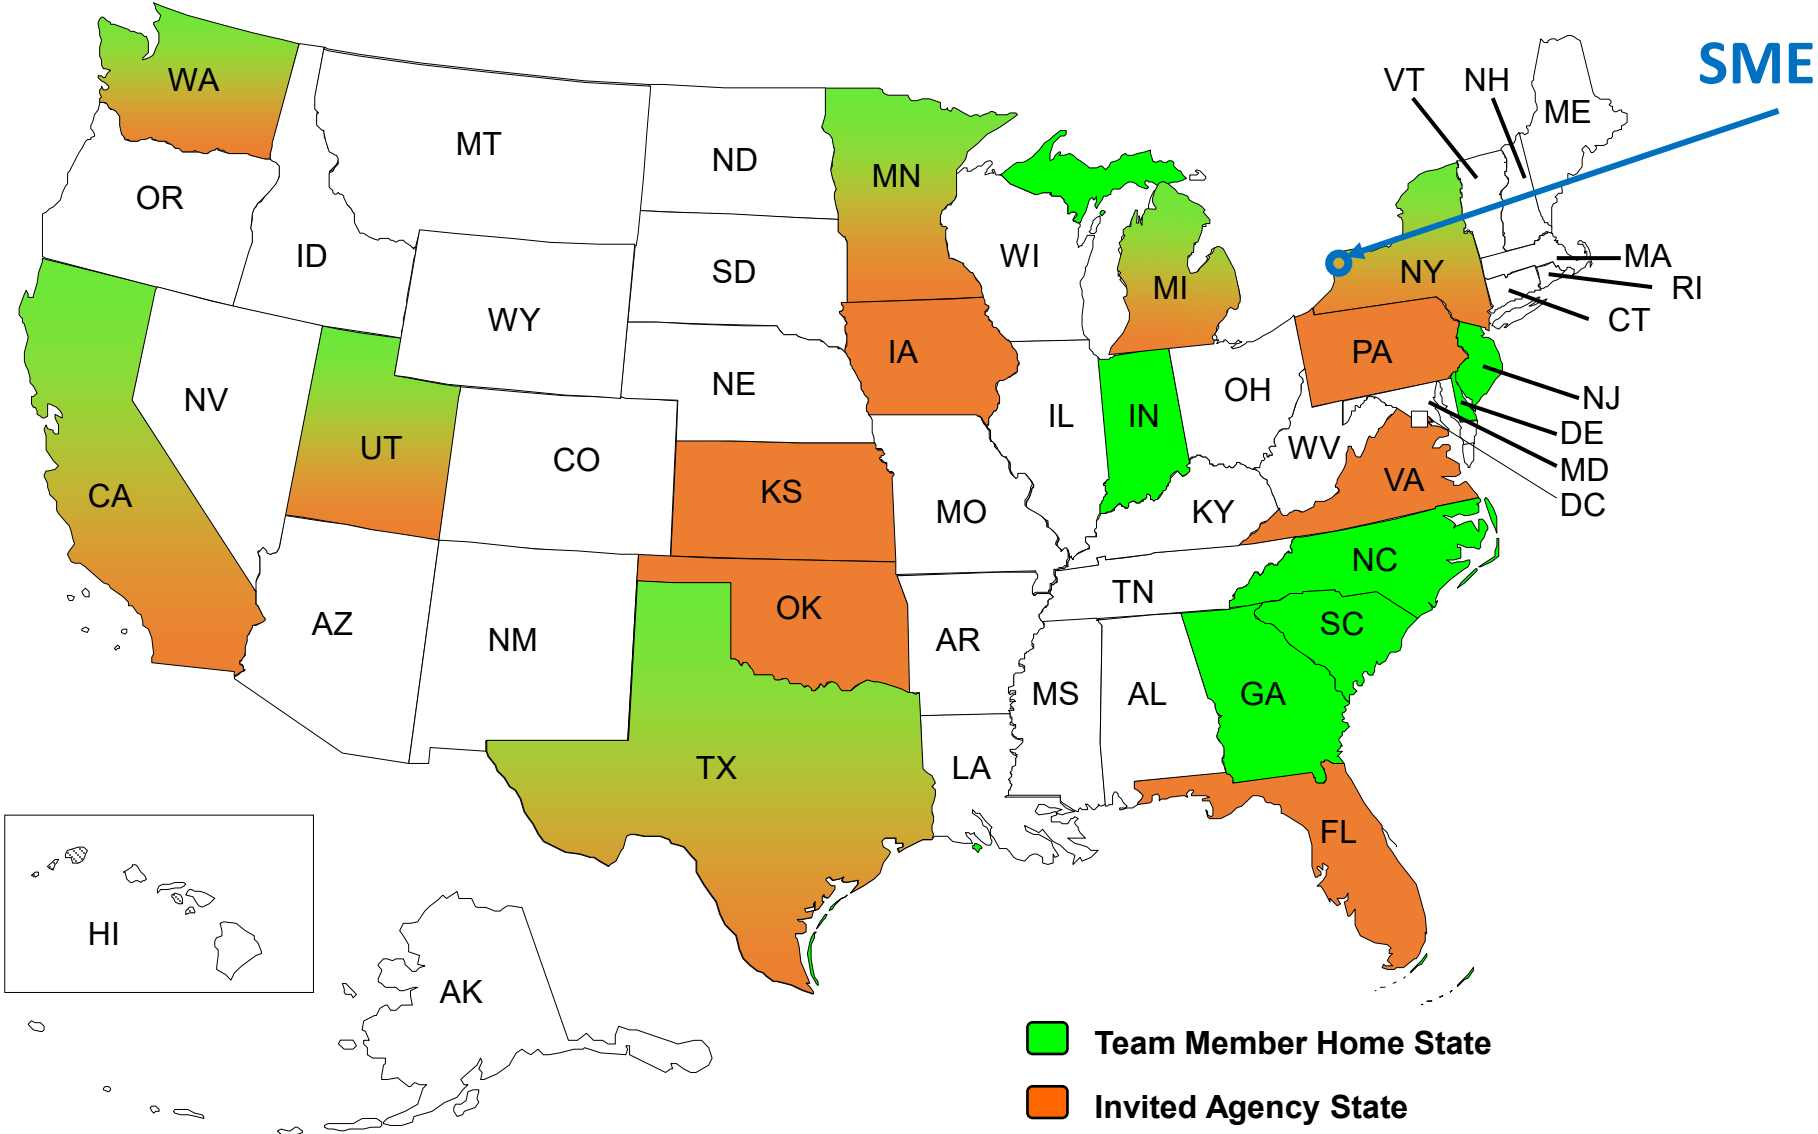 SME
VT
NH
ME
WA
MT
ND
MN
OR
ID
WI
SD
WY
MI
NY
MA
RI
CT
IA
PA
NE
OH
NV
IL
IN
NJ
DE
MD
DC
UT
CO
CA
KS
MO
KY
WV
VA
NC
TN
SC
AZ
NM
OK
AR
MS
AL
GA
TX
LA
FL
HI
AK
Team Member Home State
Invited Agency State